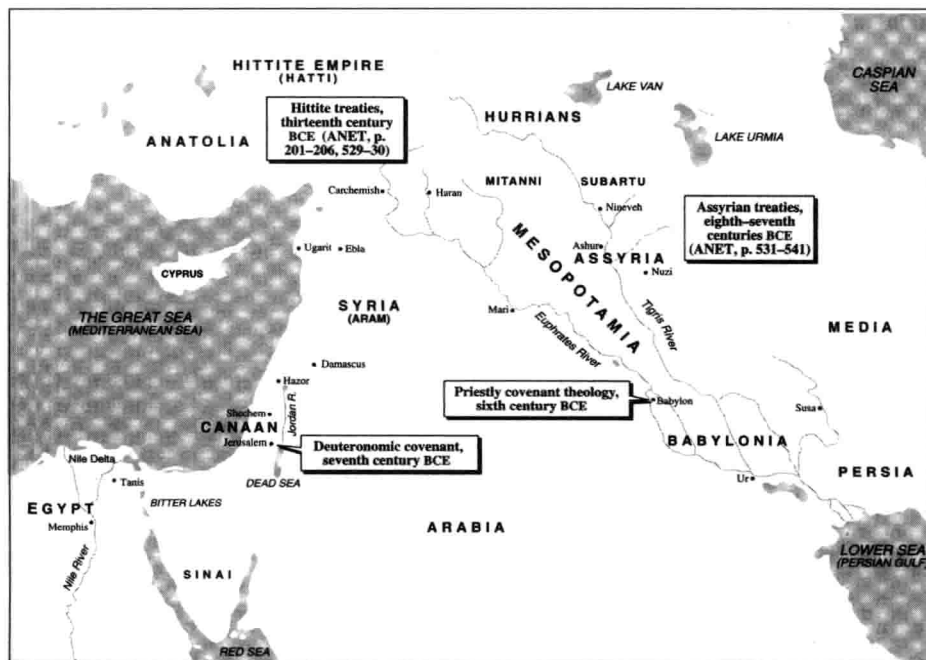 HITTITE EMPIRE
(HATTI)
CASPIAN
SEA
LAKE VAN
Hittite treaties,
thirteenth century
BCE (ANET, p.
201–206, 529–30)
HURRIANS
ANATOLIA
LAKE URMIA
MITANNI
SUBARTU
Carchemish
Haran
Nineveh
Assyrian treaties,
eighth–seventh
centuries BCE
(ANET, p. 531–541)
Ugarit
Ebla
Ashur
ASSYRIA
Nuzi
CYPRUS
MESOPOTAMIA
SYRIA
(ARAM)
Mari
THE GREAT SEA
(MEDITERRANEAN SEA)
Euphrates River
Tigris River
MEDIA
Damascus
Hazor
Priestly covenant theology,
sixth century BCE
Babylon
Susa
Shechem
Jordan R.
CANAAN
Jerusalem
Deuteronomic covenant,
seventh century BCE
BABYLONIA
Nile Delta
Tanis
DEAD SEA
Ur
PERSIA
BITTER LAKES
EGYPT
Memphis
ARABIA
Nile River
SINAI
LOWER SEA
(PERSIAN GULF)
RED SEA